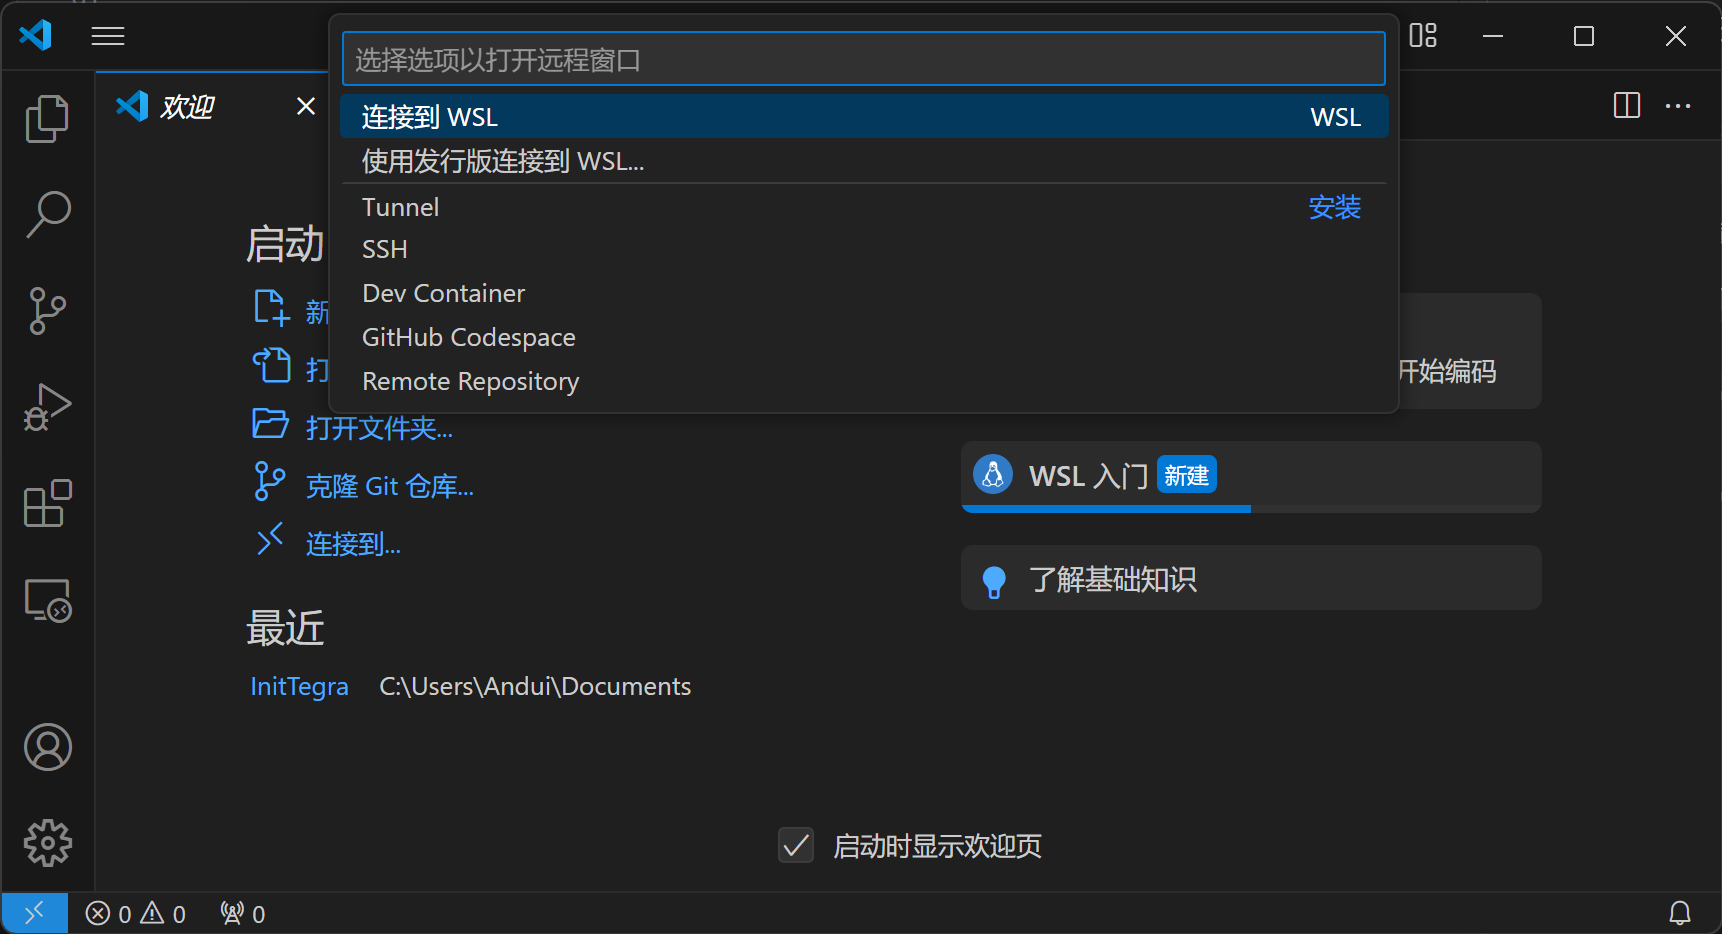 选择选项以打开远程窗口
连接到 WSL WSL
使用发行版连接到 WSL...
Tunnel 安装
SSH
Dev Container
GitHub Codespace
Remote Repository
欢迎
启动
新
打
打开文件夹...
克隆 Git 仓库...
连接到...
最近
InitTegra C:\Users\Andui\Documents
开始编码
WSL 入门 新建
了解基础知识
启动时显示欢迎页
0 0 0